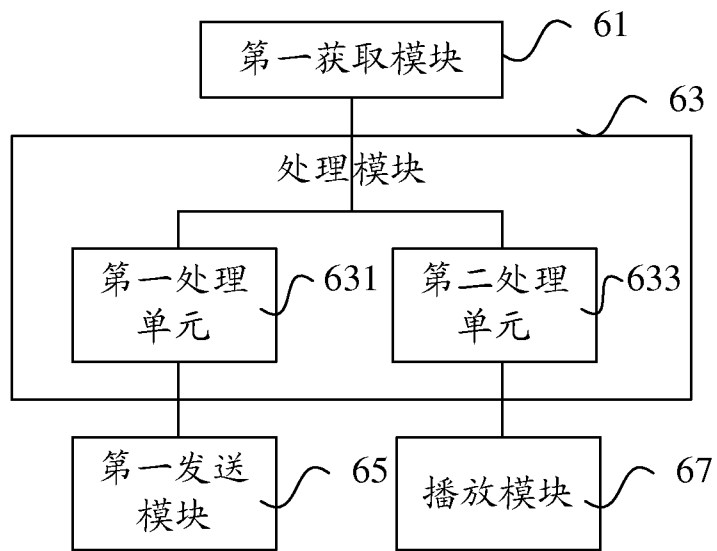 第一获取模块
61
63
处理模块
第一处理
单元
631
第二处理
单元
633
第一发送
模块
65
播放模块
67